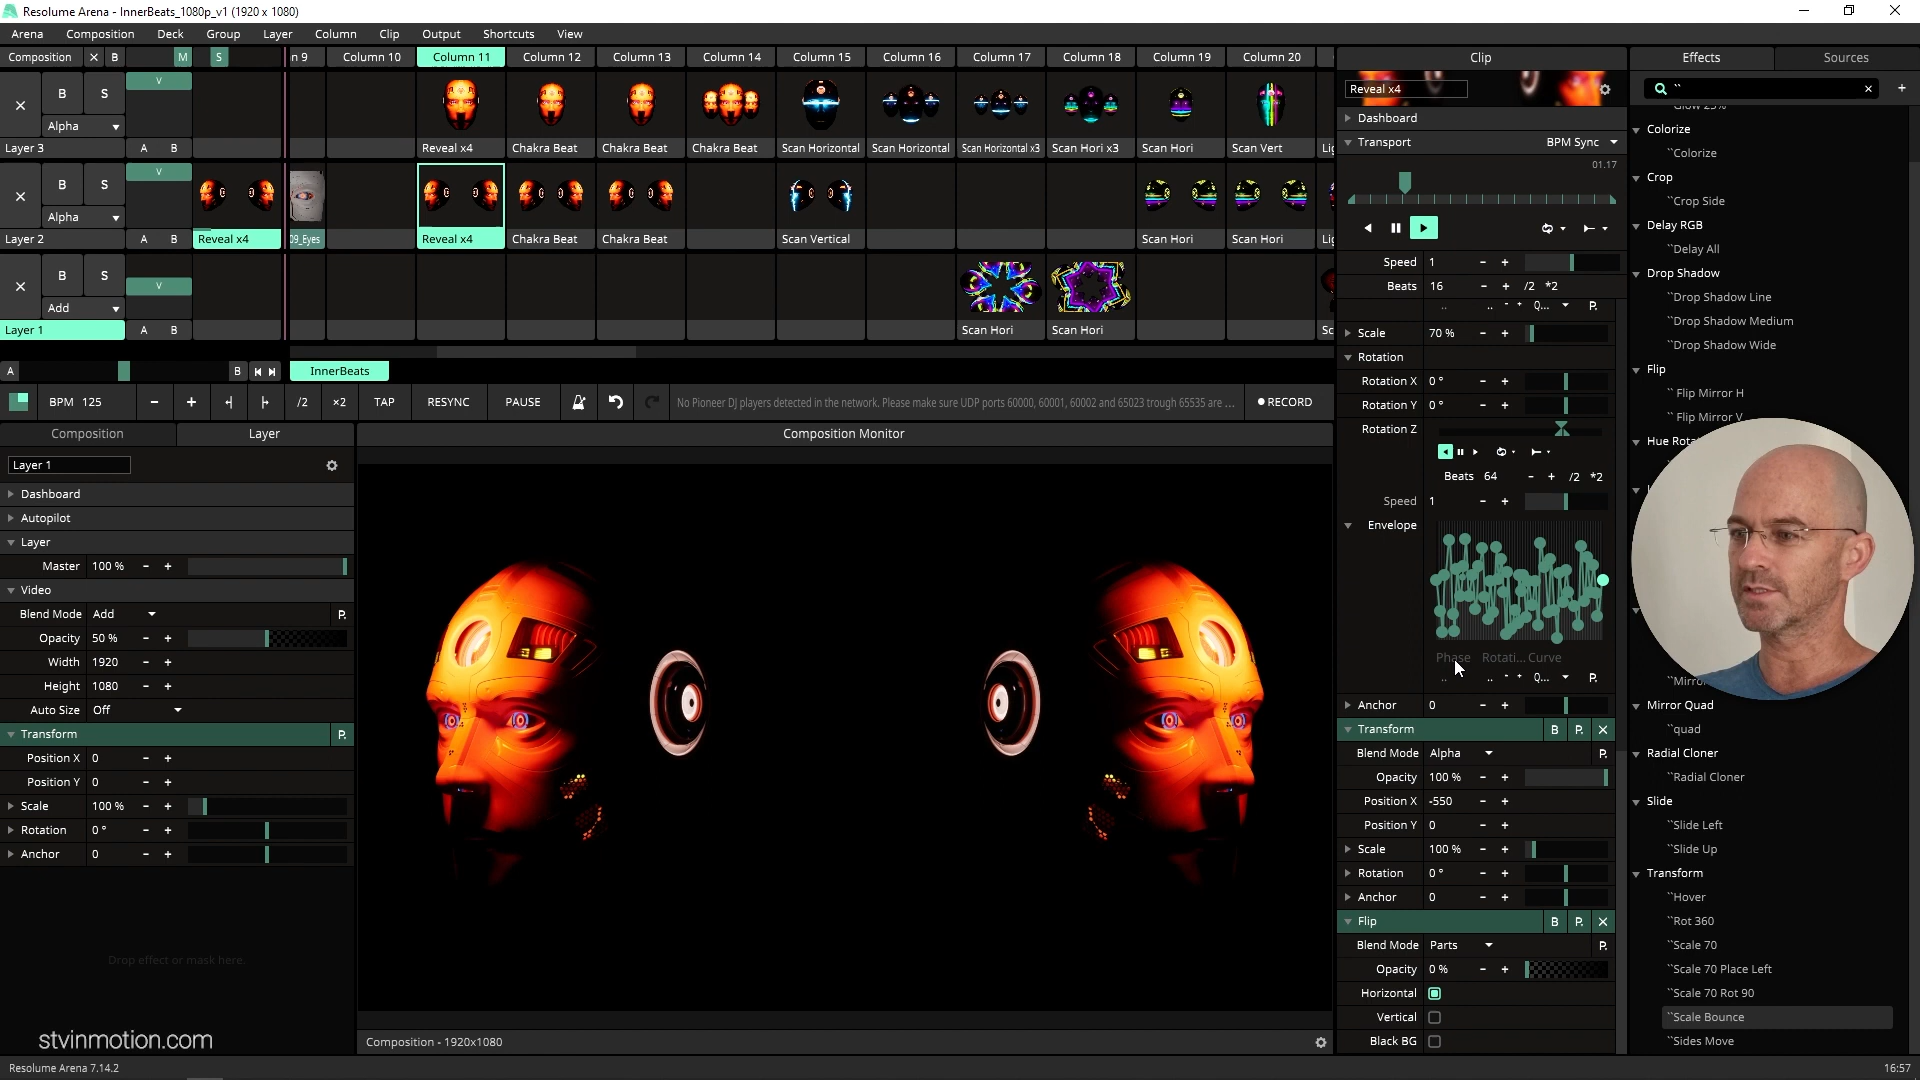 Resolume Arena - InnerBeats_1080p_v1 (1920 x 1080)
Arena Composition Deck Group Layer Column Clip Output Shortcuts View
Composition B M S n 9 Column 10 Column 11 Column 12 Column 13 Column 14 Column 15 Column 16 Column 17 Column 18 Column 19 Column 20
B S V
Alpha
Layer 3 A B Reveal x4 Chakra Beat Chakra Beat Chakra Beat Scan Horizontal Scan Horizontal Scan Horizontal x3 Scan Hori x3 Scan Hori Scan Vert
B S V
Alpha
Layer 2 A B Reveal x4 09_Eyes Reveal x4 Chakra Beat Chakra Beat Scan Vertical Scan Hori Scan Hori
B S V
Add
Layer 1 A B Scan Hori Scan Hori
A B InnerBeats
BPM 125 - + /2 ×2 TAP RESYNC PAUSE No Pioneer DJ players detected in the network. Please make sure UDP ports 60000, 60001, 60002 and 65023 trough 65535 are ... RECORD
Composition Layer
Layer 1
Dashboard
Autopilot
Layer
Master 100 % - +
Video
Blend Mode Add P.
Opacity 50 % - +
Width 1920 - +
Height 1080 - +
Auto Size Off
Transform P.
Position X 0 - +
Position Y 0 - +
Scale 100 % - +
Rotation 0 ° - +
Anchor 0 - +
Drop effect or mask here.
stvinmotion.com
Composition Monitor
Composition - 1920x1080
Clip
Reveal x4
Dashboard
Transport BPM Sync
01.17
Speed 1 - +
Beats 16 - + /2 *2
.. .. - + Q... P.
Scale 70 % - +
Rotation
Rotation X 0 ° - +
Rotation Y 0 ° - +
Rotation Z
Beats 64 - + /2 *2
Speed 1 - +
Envelope
Phase Rotati... Curve
.. .. - + Q... P.
Anchor 0 - +
Transform B P. X
Blend Mode Alpha P.
Opacity 100 % - +
Position X -550 - +
Position Y 0 - +
Scale 100 % - +
Rotation 0 ° - +
Anchor 0 - +
Flip B P. X
Blend Mode Parts P.
Opacity 0 % - +
Horizontal
Vertical
Black BG
Effects Sources
``
Colorize
``Colorize
Crop
``Crop Side
Delay RGB
``Delay All
Drop Shadow
``Drop Shadow Line
``Drop Shadow Medium
``Drop Shadow Wide
Flip
`` Flip Mirror H
`` Flip Mirror V
Hue Rota
``Mirro
Mirror Quad
``quad
Radial Cloner
``Radial Cloner
Slide
``Slide Left
``Slide Up
Transform
``Hover
``Rot 360
``Scale 70
``Scale 70 Place Left
``Scale 70 Rot 90
``Scale Bounce
``Sides Move
Resolume Arena 7.14.2
16:57